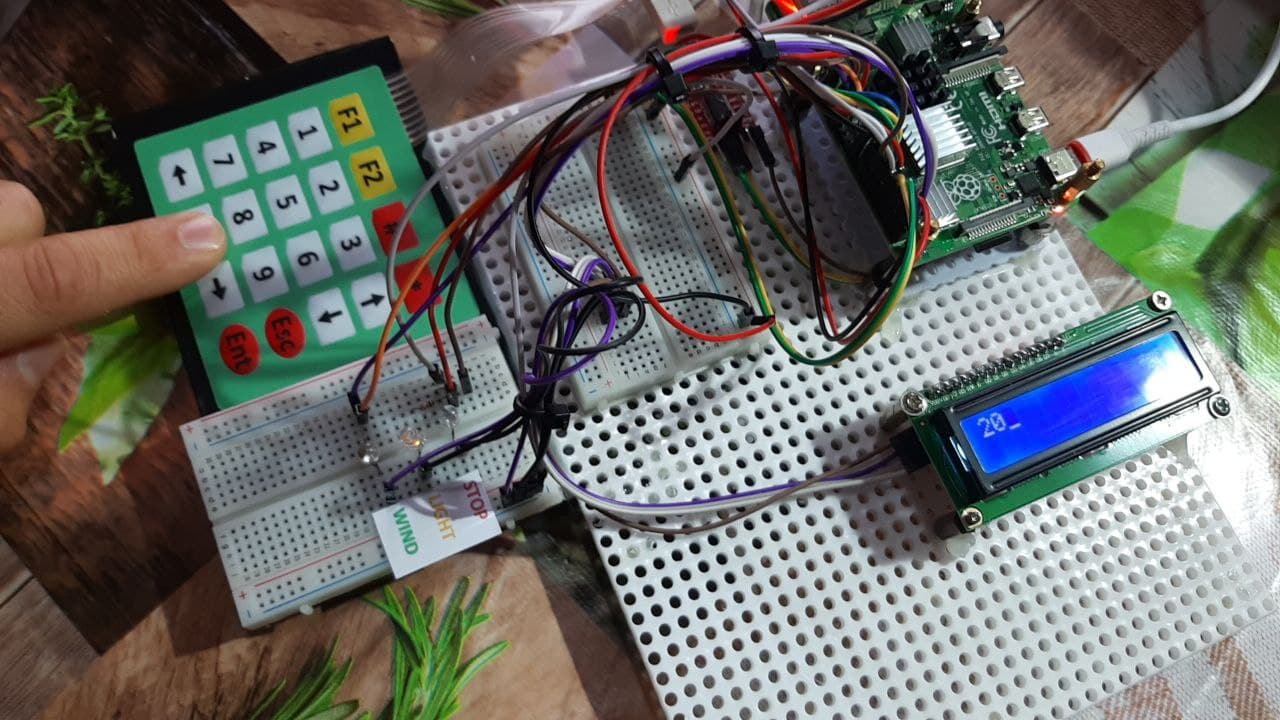 F1 F2 *
1 2 3 ↑
4 5 6 ↓
7 8 9 Esc
← → Ent
STOP
LIGHT
WIND
20_